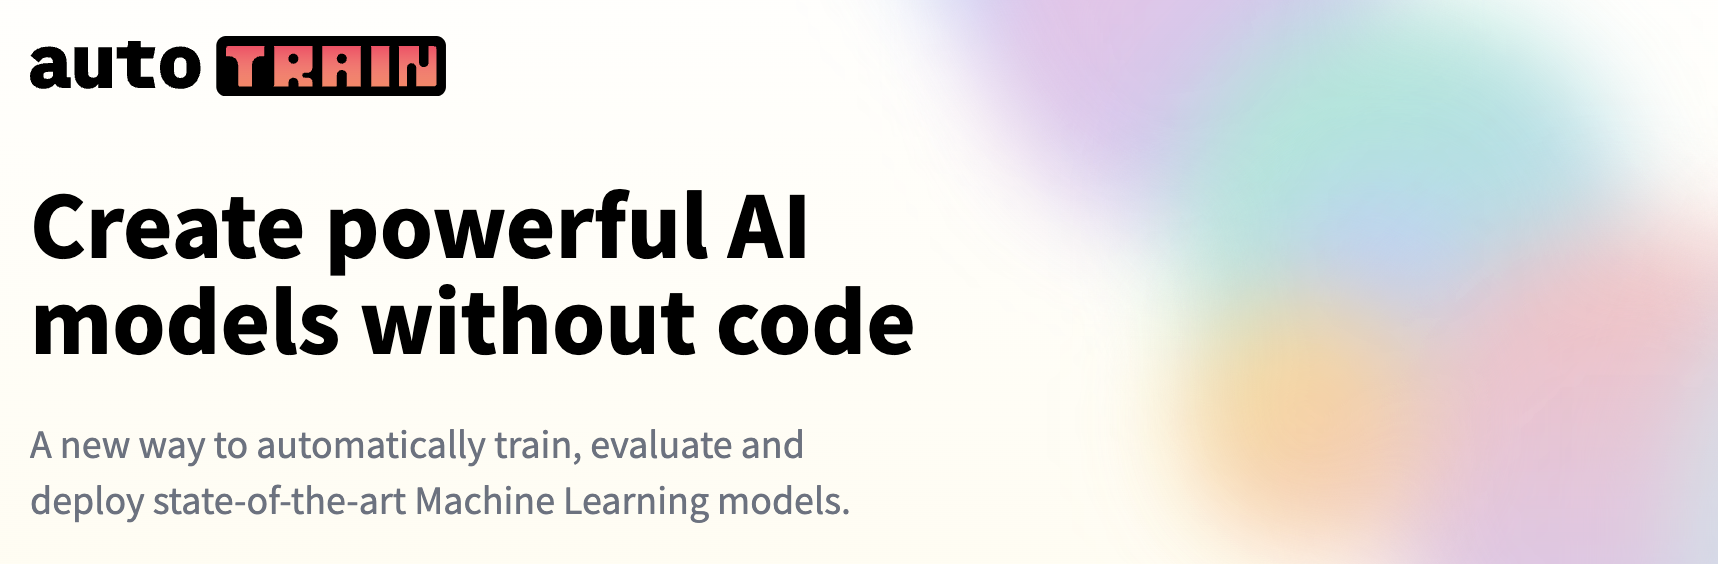 auto TRAIN
Create powerful AI
models without code
A new way to automatically train, evaluate and
deploy state-of-the-art Machine Learning models.